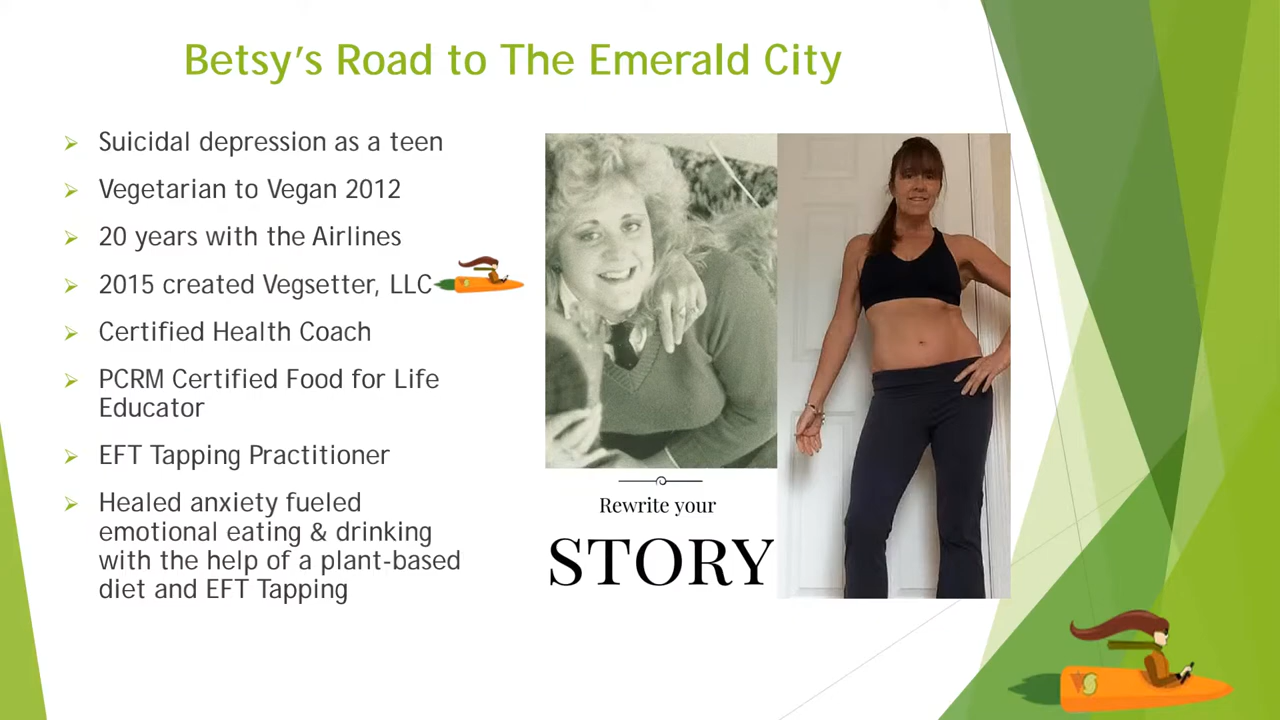 Betsy's Road to The Emerald City
Suicidal depression as a teen
Vegetarian to Vegan 2012
20 years with the Airlines
2015 created Vegsetter, LLC
Certified Health Coach
PCRM Certified Food for Life
Educator
EFT Tapping Practitioner
Healed anxiety fueled
emotional eating & drinking
with the help of a plant-based
diet and EFT Tapping
Rewrite your
STORY
VS